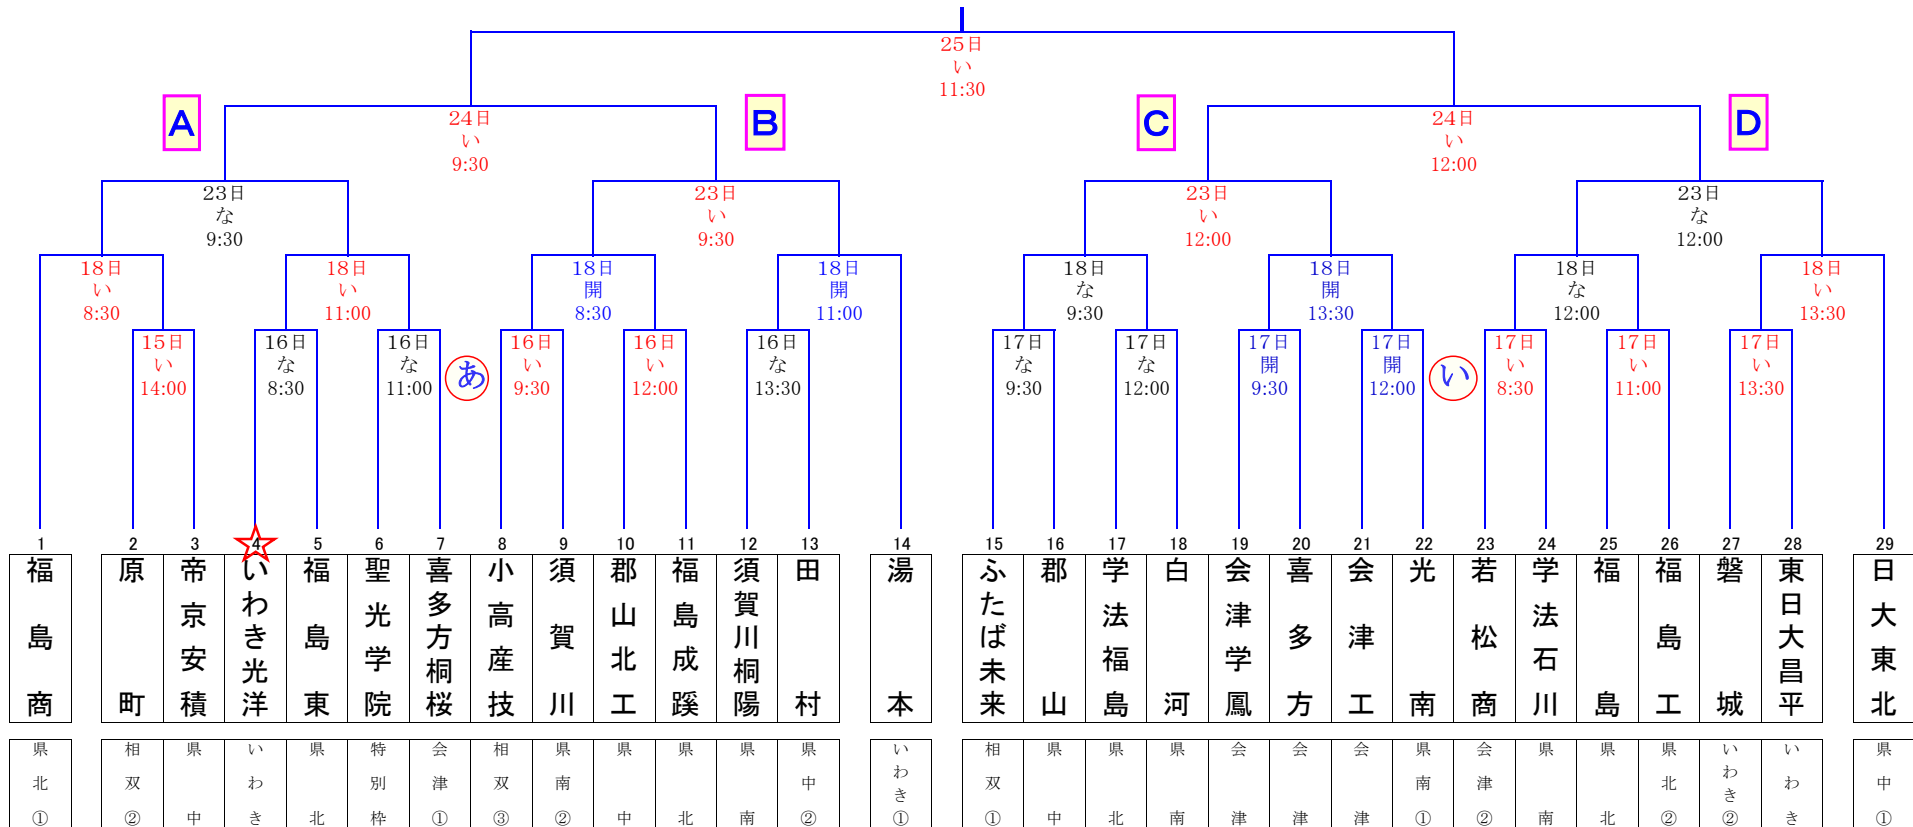 25日
い
11:30
A
B
C
D
24日
い
9:30
24日
い
12:00
23日
な
9:30
23日
い
9:30
23日
い
12:00
23日
な
12:00
18日
い
8:30
18日
い
11:00
18日
開
8:30
18日
開
11:00
18日
な
9:30
18日
開
13:30
18日
な
12:00
18日
い
13:30
15日
い
14:00
16日
な
8:30
16日
な
11:00
あ
16日
い
9:30
16日
い
12:00
16日
な
13:30
17日
な
9:30
17日
な
12:00
17日
開
9:30
17日
開
12:00
い
17日
い
8:30
17日
い
11:00
17日
い
13:30
1
福島商
県北①
2
原町
相双②
3
帝京安積
県中
4
いわき光洋
いわき
5
福島東
県北
6
聖光学院
特別枠
7
喜多方桐桜
会津①
8
小高産技
相双③
9
須賀川
県南②
10
郡山北工
県中
11
福島成蹊
県北
12
須賀川桐陽
県南
13
田村
県中②
14
湯本
いわき①
15
ふたば未来
相双①
16
郡山
県中
17
学法福島
県北
18
白河
県南
19
会津学鳳
会津
20
喜多方
会津
21
会津工
会津
22
光南
県南①
23
若松商
会津②
24
学法石川
県南
25
福島
県北
26
福島工
県北②
27
磐城
いわき②
28
東日大昌平
いわき
29
日大東北
県中①